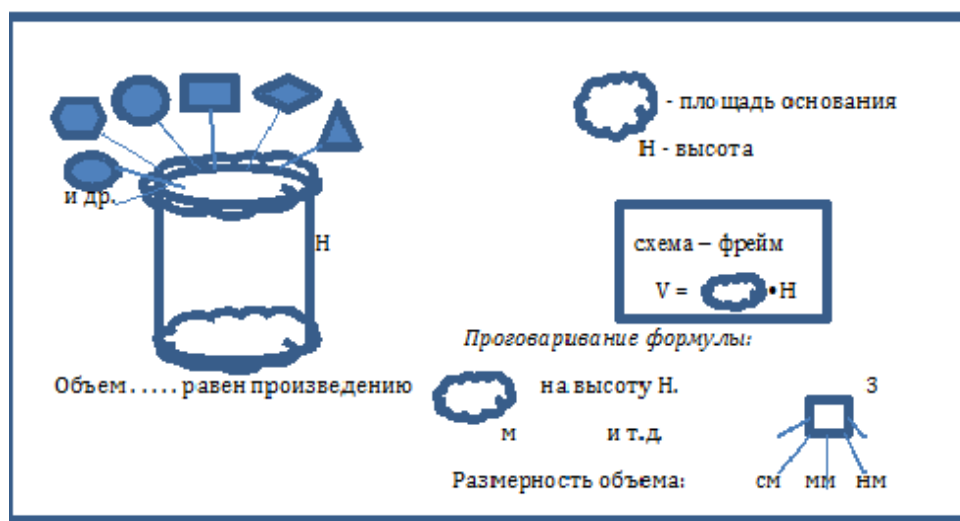 - площадь основания
H - высота
и др.
H
схема – фрейм
V = •H
Проговаривание формулы:
Объем ..... равен произведению на высоту H.
3
м и т.д.
Размерность объема: см мм нм